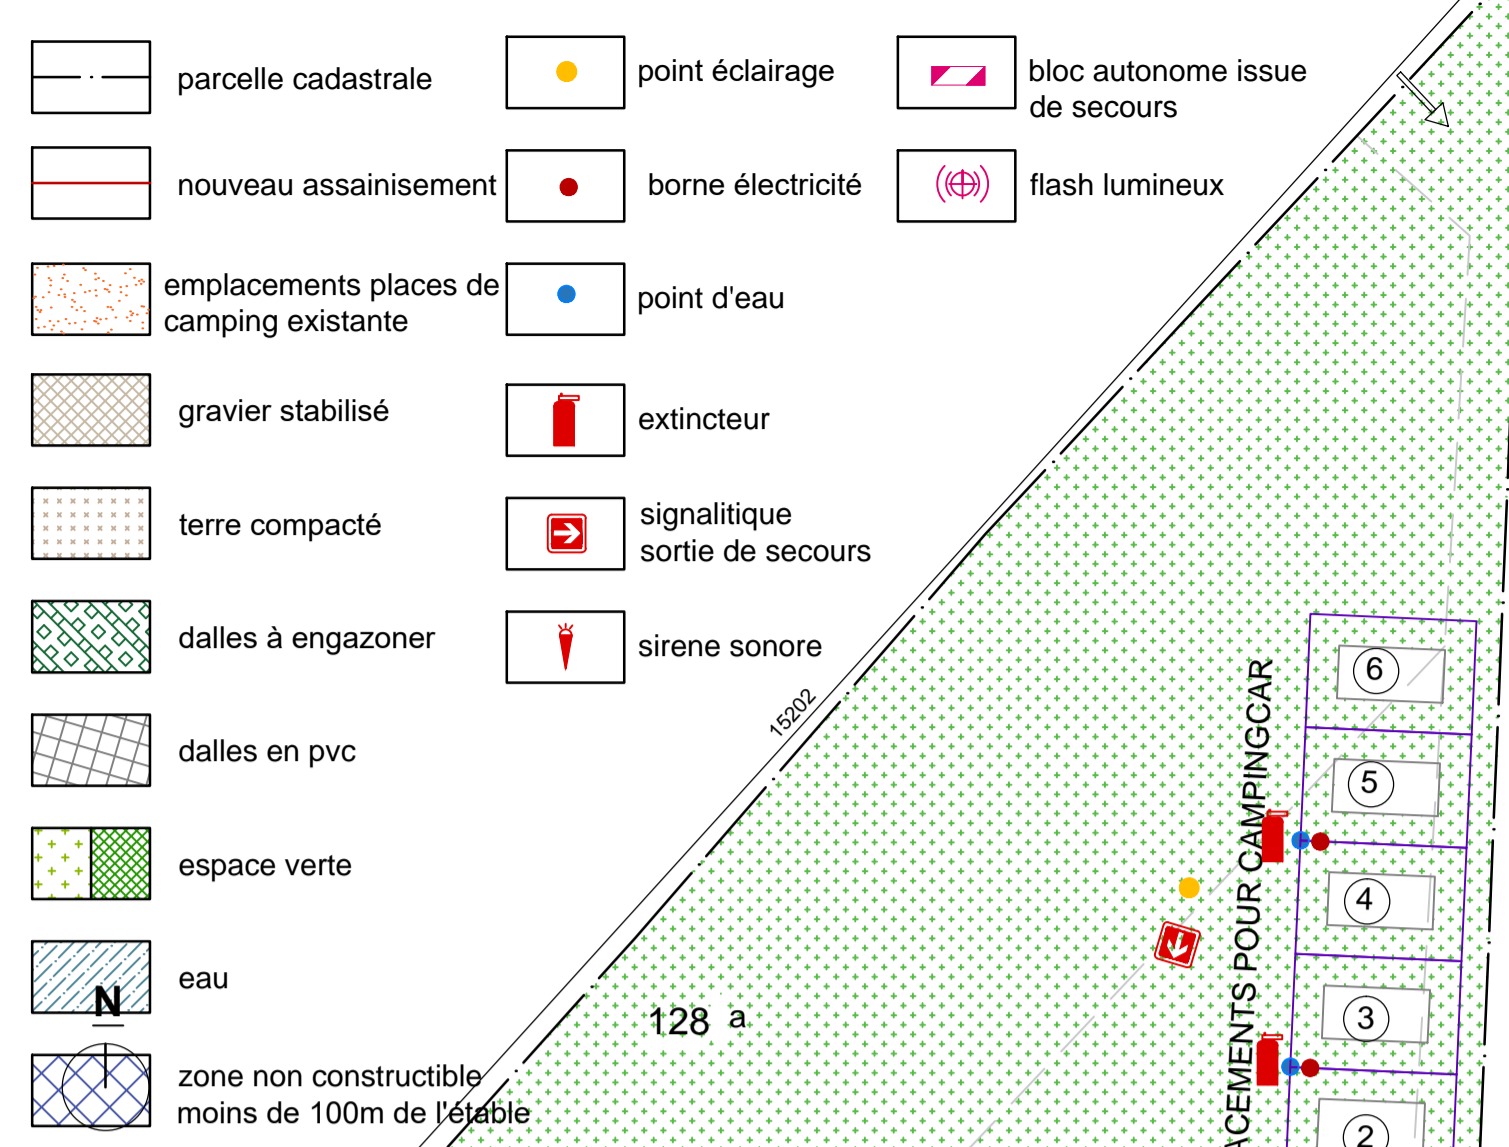 parcelle cadastrale
nouveau assainisement
emplacements places de
camping existante
gravier stabilisé
terre compacté
dalles à engazoner
dalles en pvc
espace verte
eau
N
zone non constructible
moins de 100m de l'étable
point éclairage
borne électricité
point d'eau
extincteur
signalitique
sortie de secours
sirene sonore
bloc autonome issue
de secours
flash lumineux
15202
128 a
ACEMENTS POUR CAMPINGCAR
6
5
4
3
2